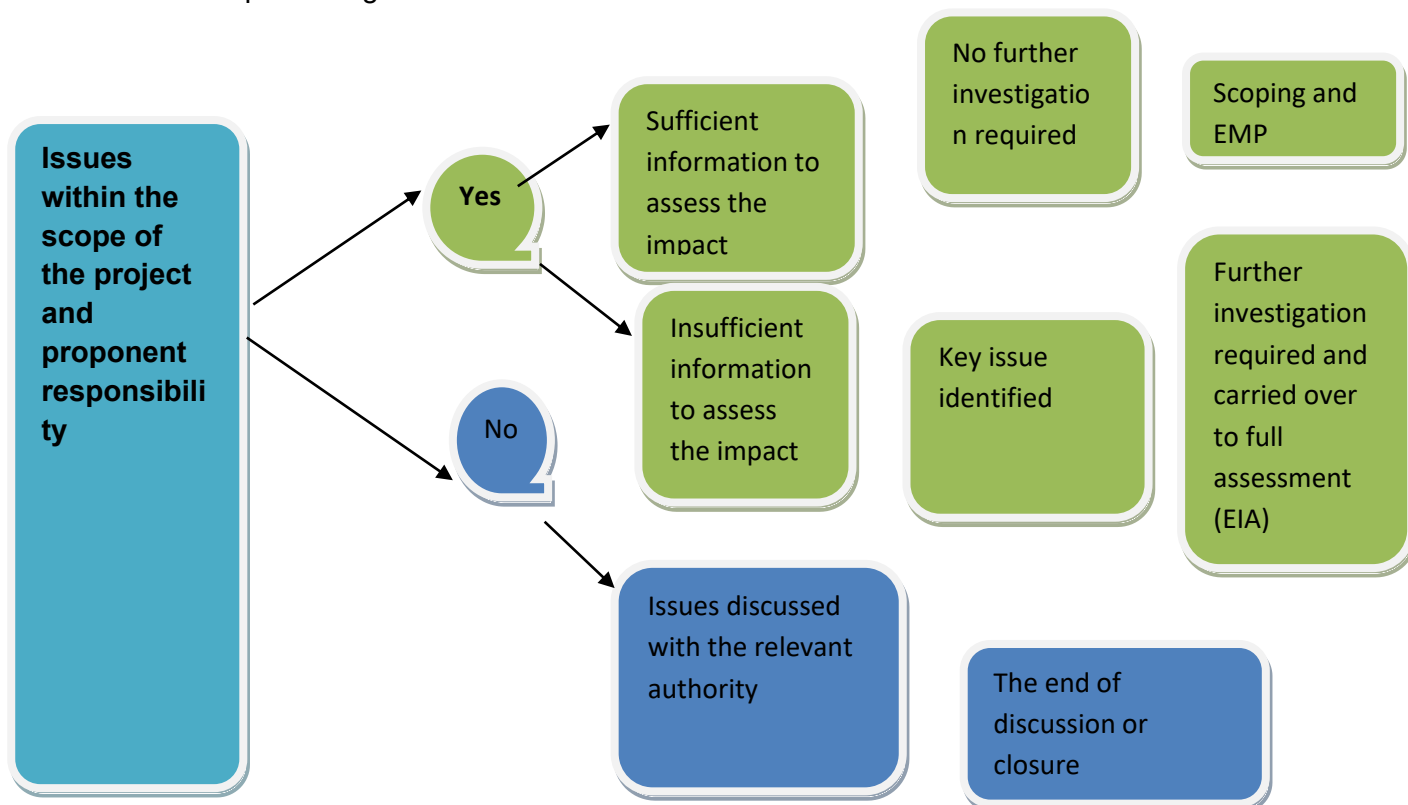 Issues
within the
scope of
the project
and
proponent
responsibili
ty
Yes
Sufficient
information to
assess the
impact
No further
investigatio
n required
Scoping and
EMP
Insufficient
information
to assess
the impact
Key issue
identified
Further
investigation
required and
carried over
to full
assessment
(EIA)
No
Issues discussed
with the relevant
authority
The end of
discussion or
closure